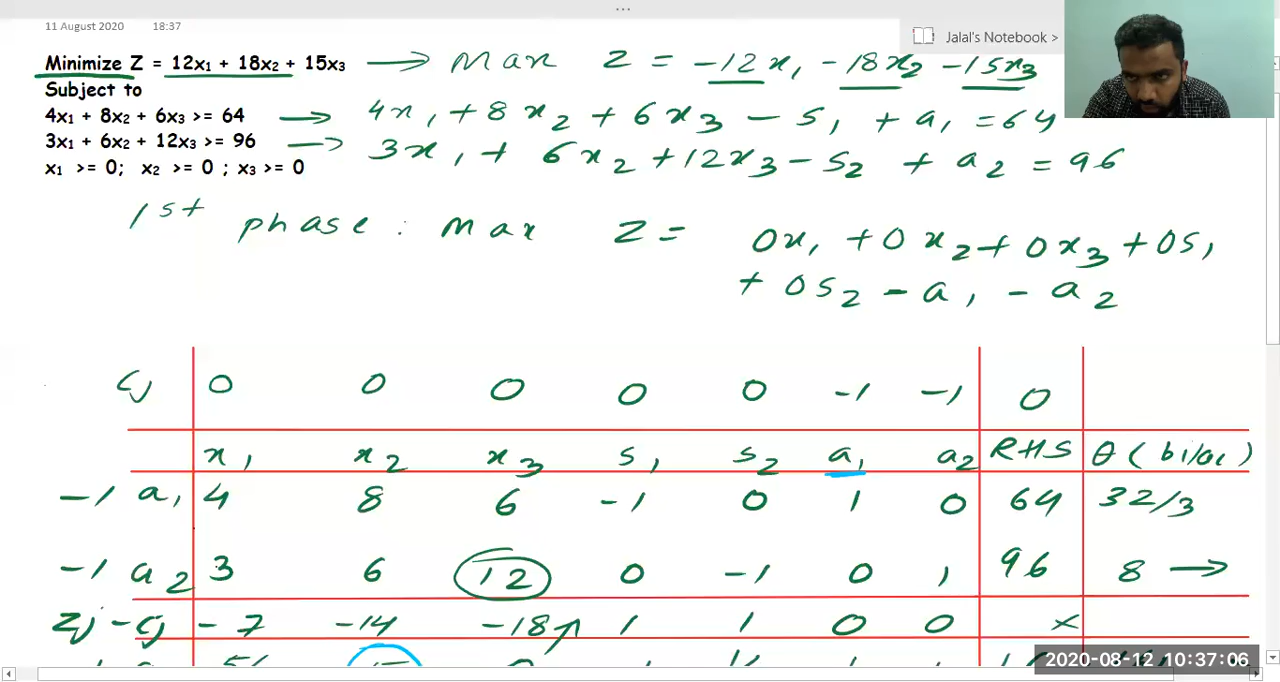 11 August 2020 18:37
Jalal's Notebook >
Minimize Z = 12x₁ + 18x₂ + 15x₃ → Max Z = -12x₁ - 18x₂ - 15x₃
Subject to
4x₁ + 8x₂ + 6x₃ >= 64 → 4x₁ + 8x₂ + 6x₃ - s₁ + a₁ = 64
3x₁ + 6x₂ + 12x₃ >= 96 → 3x₁ + 6x₂ + 12x₃ - s₂ + a₂ = 96
x₁ >= 0; x₂ >= 0 ; x₃ >= 0
1st phase : Max Z = 0x₁ + 0x₂ + 0x₃ + 0s₁
+ 0s₂ - a₁ - a₂
Cj 0 0 0 0 0 -1 -1 0
x₁ x₂ x₃ s₁ s₂ a₁ a₂ RHS θ(bi/ai)
-1 a₁ 4 8 6 -1 0 1 0 64 32/3
-1 a₂ 3 6 12 0 -1 0 1 96 8 →
Zj-Cj -7 -14 -18↑ 1 1 0 0 x
2020-08-12 10:37:06